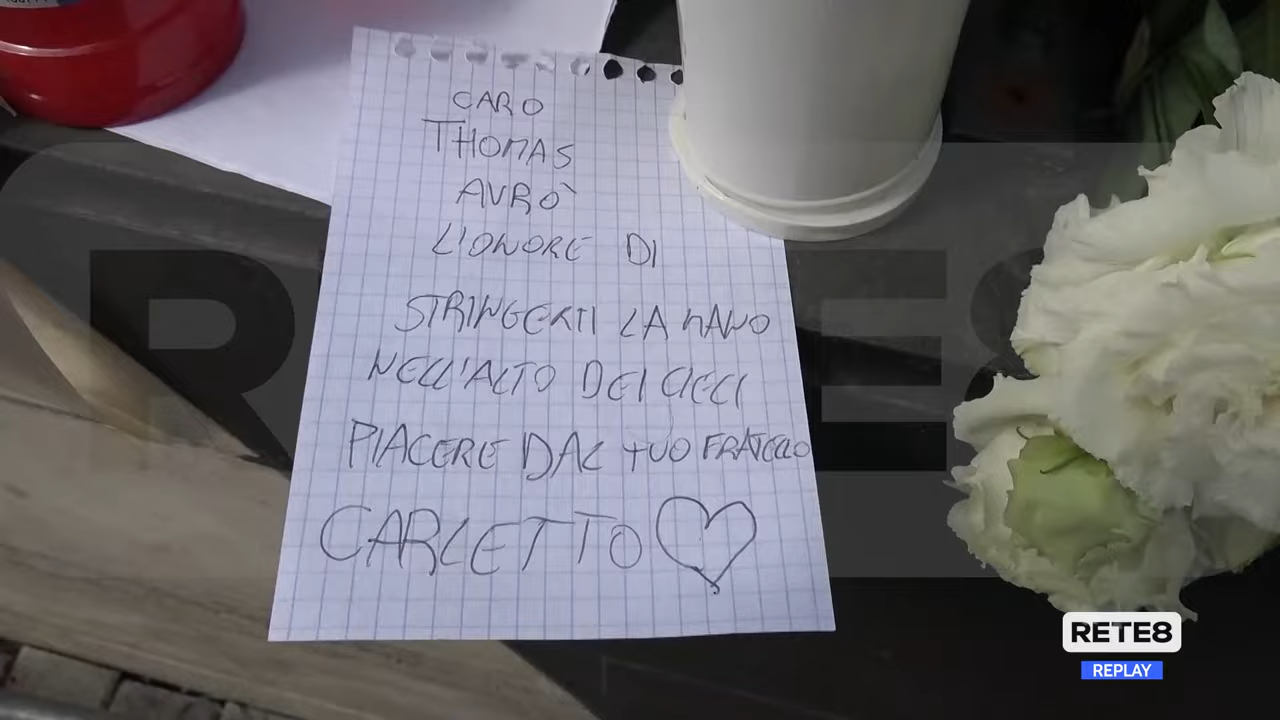 CARO
THOMAS
AVRÒ
L'ONORE DI
STRINGERTI LA MANO
NELL'ALTO DEI CIELI
PIACERE DAL TUO FRATELLO
CARLETTO
RETE8
RETE8
REPLAY